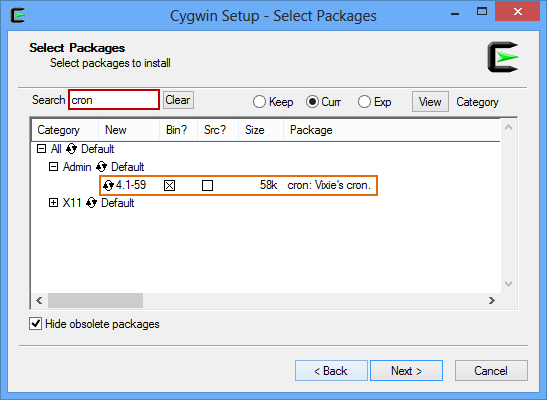 Cygwin Setup - Select Packages
Select Packages
Select packages to install
Search cron Clear Keep Curr Exp View Category
Category New Bin? Src? Size Package
All Default
Admin Default
4.1-59 58k cron: Vixie's cron.
X11 Default
Hide obsolete packages
< Back Next > Cancel